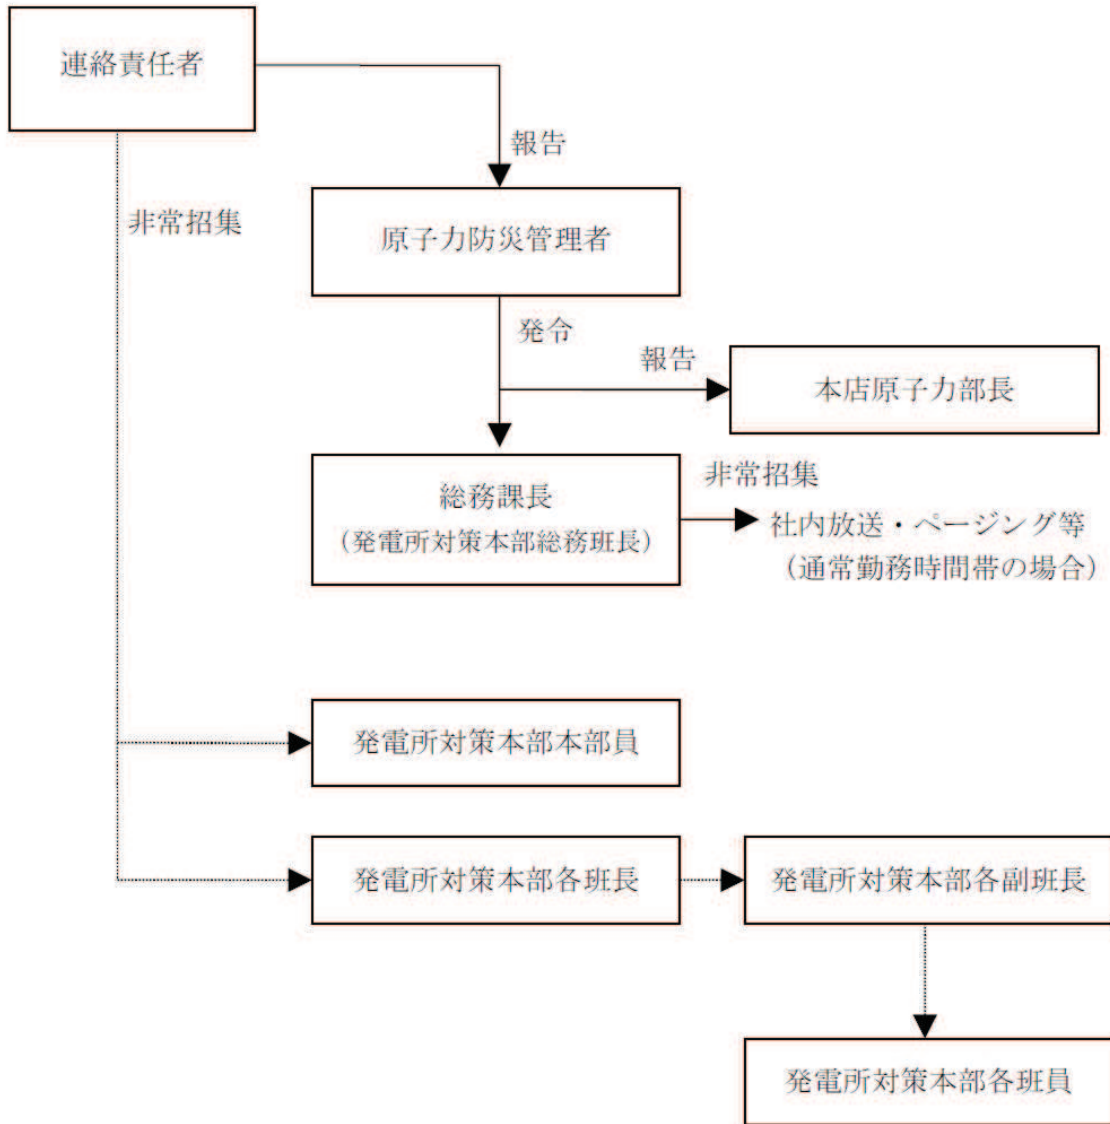 連絡責任者
報告
非常招集
原子力防災管理者
発令
報告
本店原子力部長
総務課長
（発電所対策本部総務班長）
非常招集
社内放送・ページング等
（通常勤務時間帯の場合）
発電所対策本部本部員
発電所対策本部各班長
発電所対策本部各副班長
発電所対策本部各班員